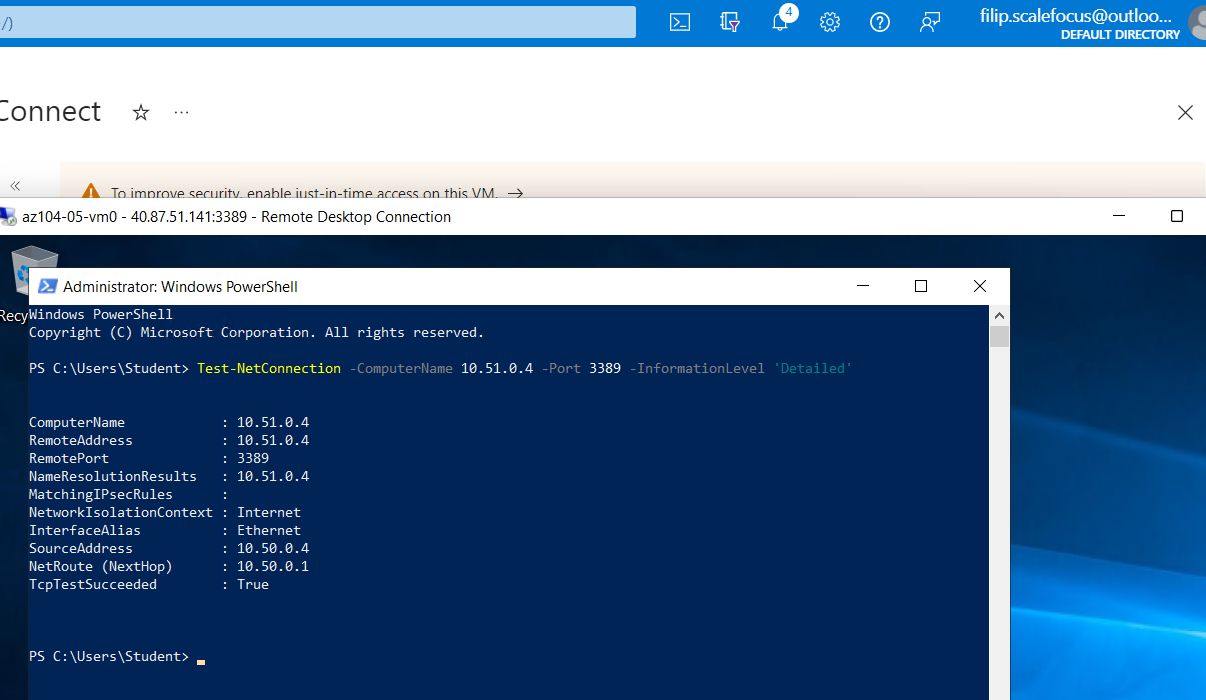 /)
4
filip.scalefocus@outloo...
DEFAULT DIRECTORY
Connect
To improve security, enable just-in-time access on this VM.
az104-05-vm0 - 40.87.51.141:3389 - Remote Desktop Connection
Administrator: Windows PowerShell
Recy
Windows PowerShell
Copyright (C) Microsoft Corporation. All rights reserved.
PS C:\Users\Student> Test-NetConnection -ComputerName 10.51.0.4 -Port 3389 -InformationLevel 'Detailed'
ComputerName : 10.51.0.4
RemoteAddress : 10.51.0.4
RemotePort : 3389
NameResolutionResults : 10.51.0.4
MatchingIPsecRules :
NetworkIsolationContext : Internet
InterfaceAlias : Ethernet
SourceAddress : 10.50.0.4
NetRoute (NextHop) : 10.50.0.1
TcpTestSucceeded : True
PS C:\Users\Student>